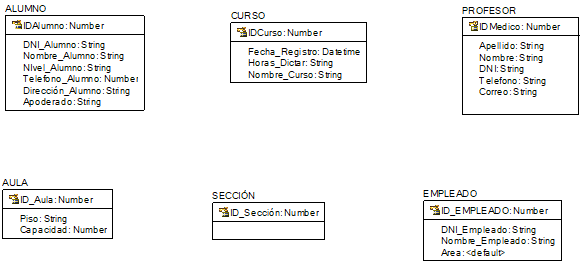 ALUMNO
IDAlumno: Number
DNI_Alumno: String
Nombre_Alumno: String
NIvel_Alumno: String
Telefono_Alumno: Number
Dirección_Alumno: String
Apoderado: String
CURSO
IDCurso: Number
Fecha_Registro: Datetime
Horas_Dictar: String
Nombre_Curso: String
PROFESOR
IDMedico: Number
Apellido: String
Nombre: String
DNI: String
Telefono: String
Correo: String
AULA
ID_Aula: Number
Piso: String
Capacidad: Number
SECCIÓN
ID_Sección: Number
EMPLEADO
ID_EMPLEADO: Number
DNI_Empleado: String
Nombre_Empleado: String
Area: <default>